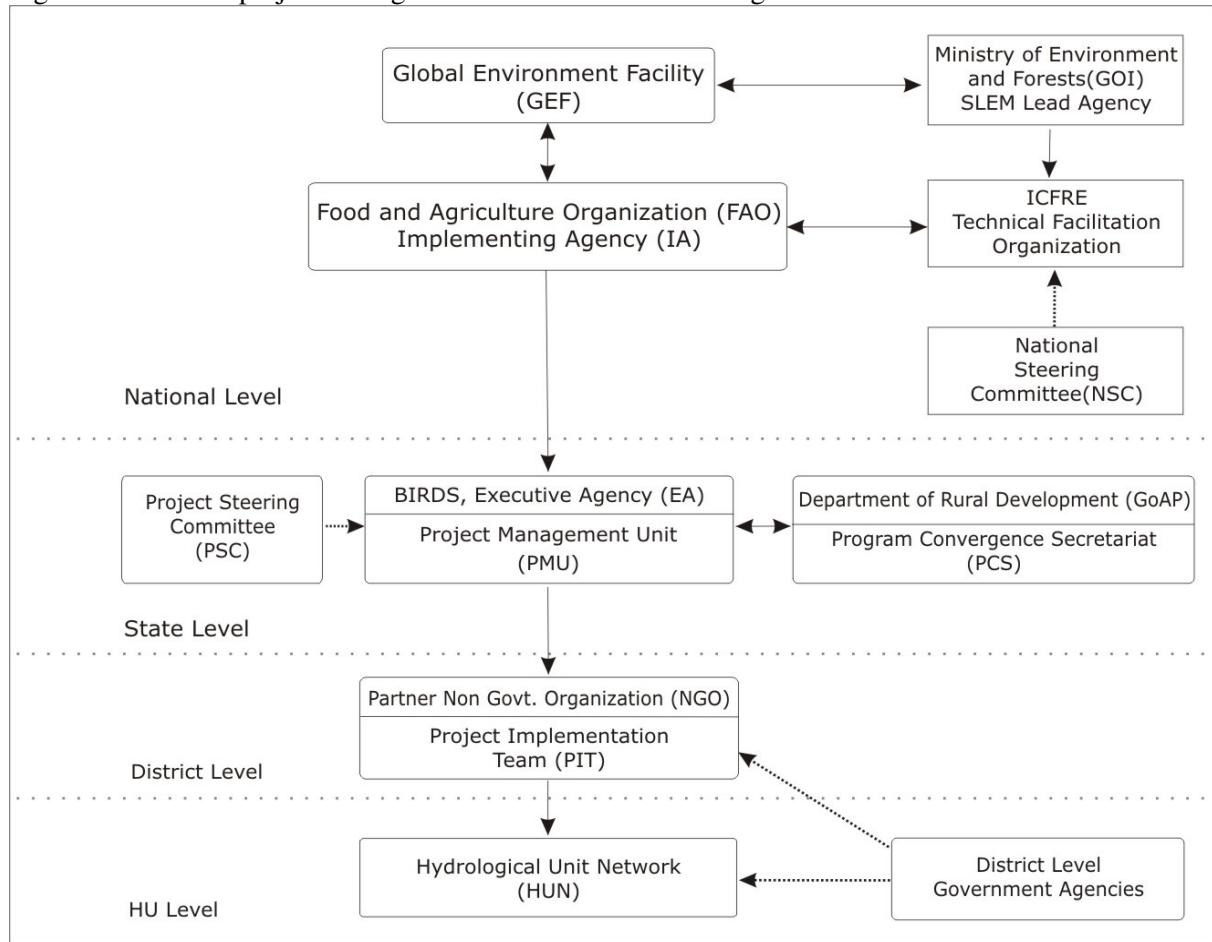 Global Environment Facility
(GEF)
Ministry of Environment
and Forests(GOI)
SLEM Lead Agency
Food and Agriculture Organization (FAO)
Implementing Agency (IA)
ICFRE
Technical Facilitation
Organization
National
Steering
Committee(NSC)
National Level
Project Steering
Committee
(PSC)
BIRDS, Executive Agency (EA)
Project Management Unit
(PMU)
Department of Rural Development (GoAP)
Program Convergence Secretariat
(PCS)
State Level
Partner Non Govt. Organization (NGO)
Project Implementation
Team (PIT)
District Level
Hydrological Unit Network
(HUN)
District Level
Government Agencies
HU Level